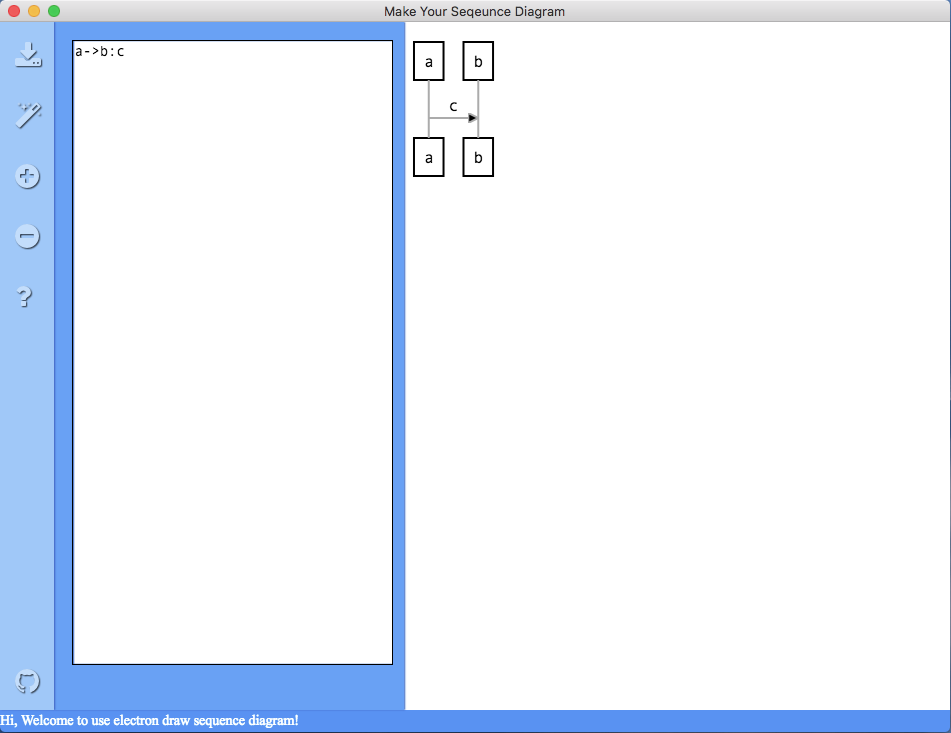 Make Your Seqeunce Diagram
a->b:c
a b
c
a b
?
Hi, Welcome to use electron draw sequence diagram!